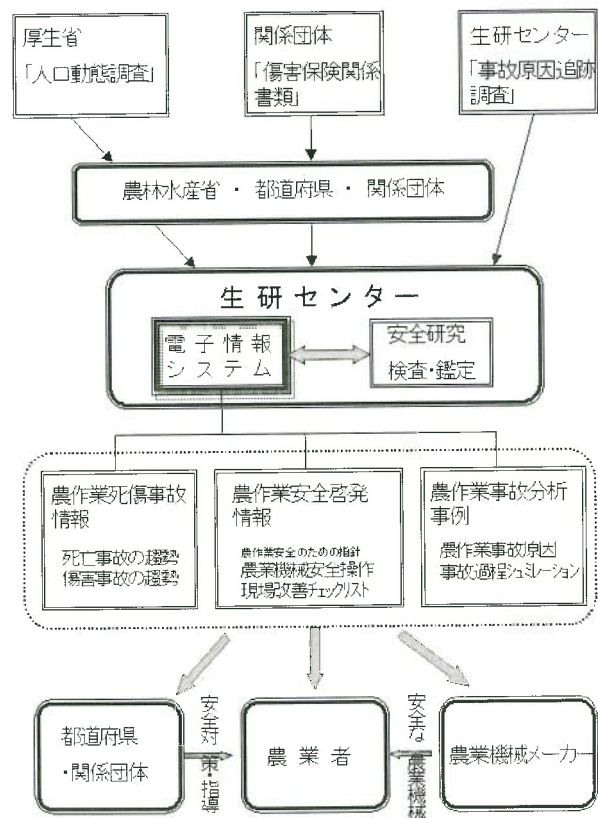 厚生省
「人口動態調査」
関係団体
「傷害保険関係
書類」
生研センター
「事故原因追跡
調査」
農林水産省 ・ 都道府県 ・ 関係団体
生研センター
電子情報
システム
安全研究
検査・鑑定
農作業死傷事故
情報
死亡事故の趨勢
傷害事故の趨勢
農作業安全啓発
情報
農作業安全のための指針
農業機械安全操作
現場改善チェックリスト
農作業事故分析
事例
農作業事故原因
事故過程シュミレーション
都道府県
・関係団体
安全対策・指導
農業者
安全な農業機械
農業機械メーカー